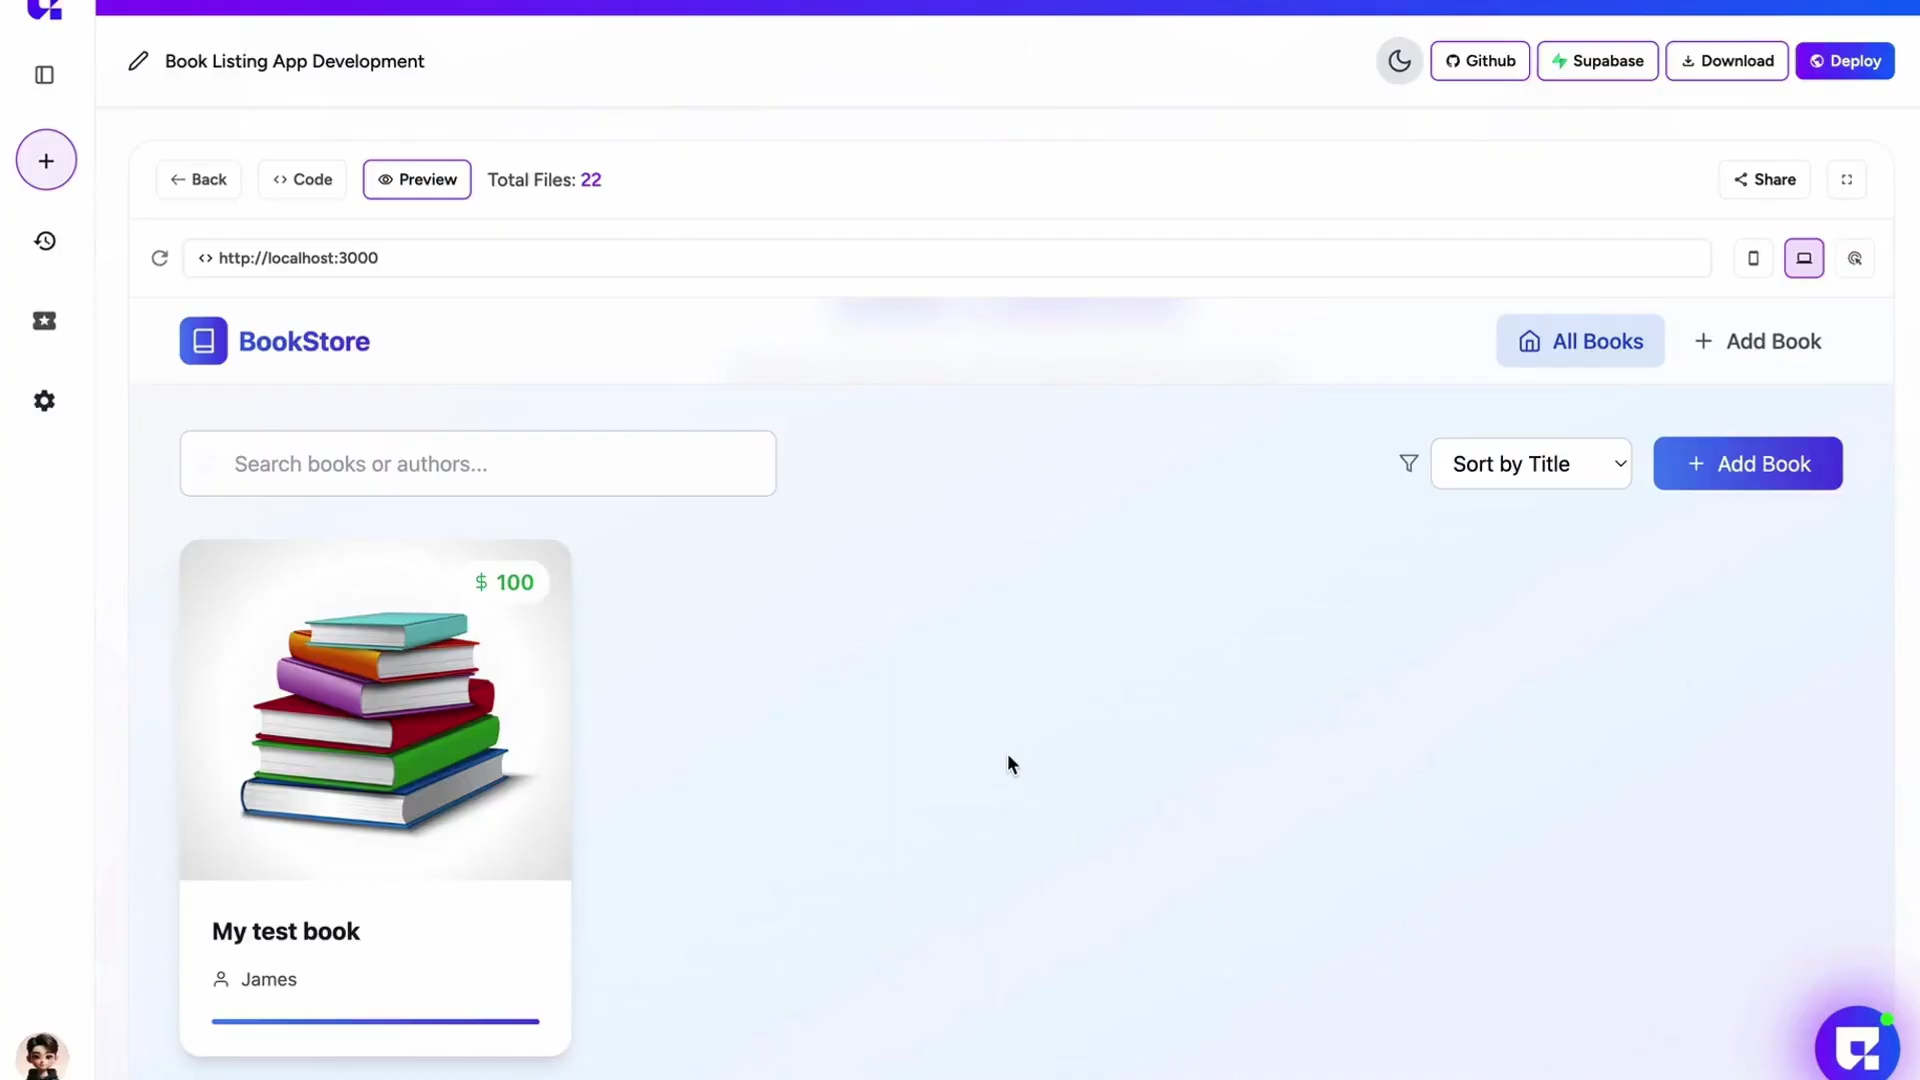 Book Listing App Development
Github
Supabase
Download
Deploy
Back
Code
Preview
Total Files: 22
Share
http://localhost:3000
BookStore
All Books
Add Book
Search books or authors...
Sort by Title
Add Book
$ 100
My test book
James